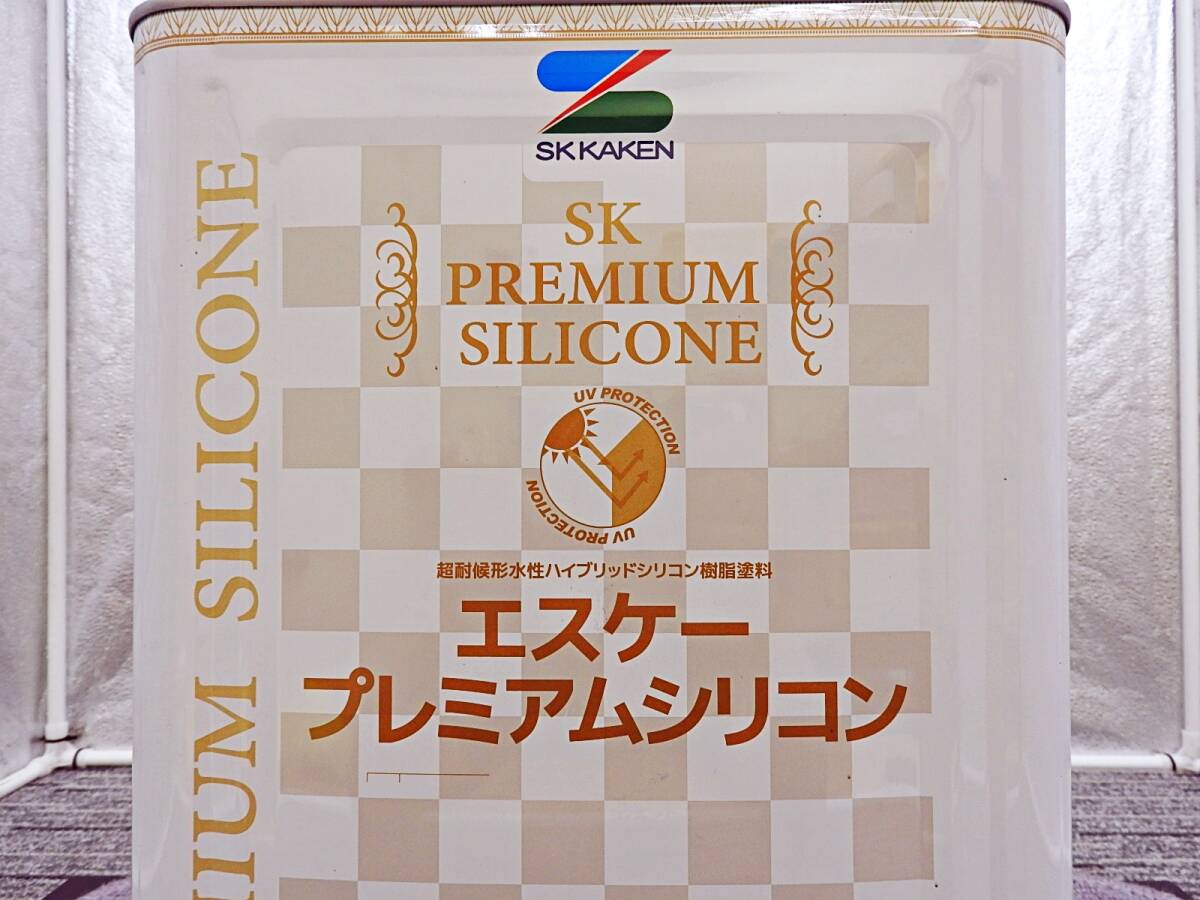 SK KAKEN
SK
PREMIUM
SILICONE
UV PROTECTION
UV PROTECTION
超耐候形水性ハイブリッドシリコン樹脂塗料
エスケー
プレミアムシリコン
SILICONE